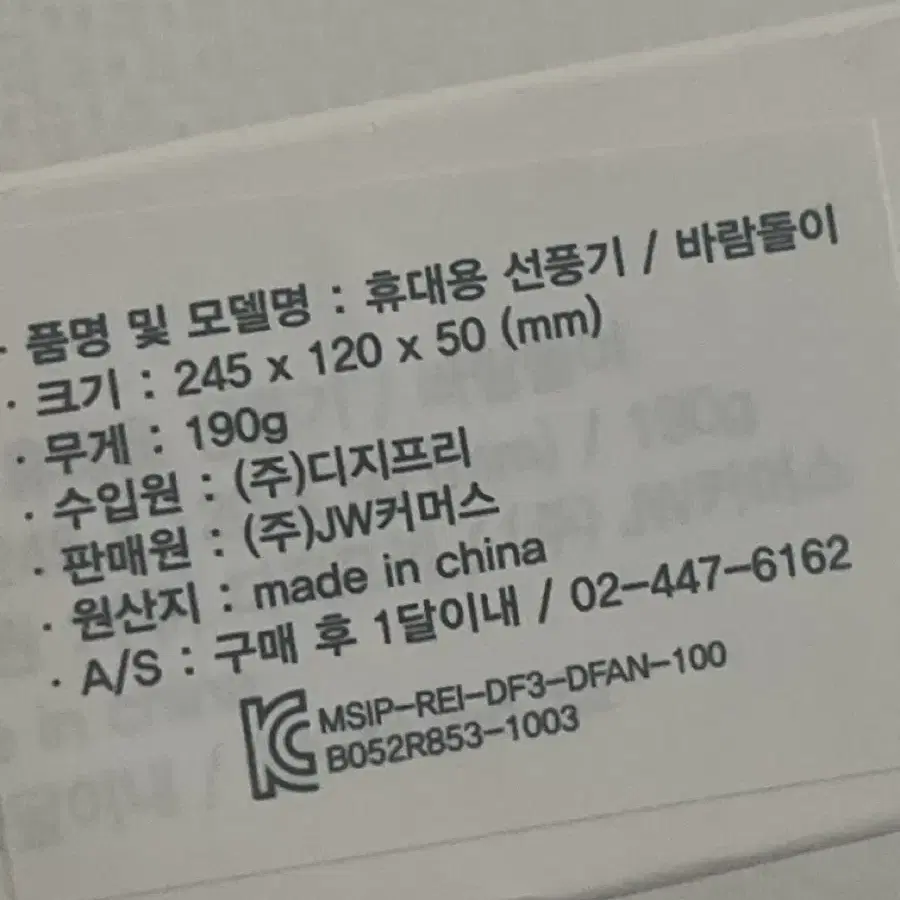 · 품명 및 모델명 : 휴대용 선풍기 / 바람돌이
· 크기 : 245 x 120 x 50 (mm)
· 무게 : 190g
· 수입원 : (주)디지프리
· 판매원 : (주)JW커머스
· 원산지 : made in china
· A/S : 구매 후 1달이내 / 02-447-6162
KC MSIP-REI-DF3-DFAN-100
B052R853-1003